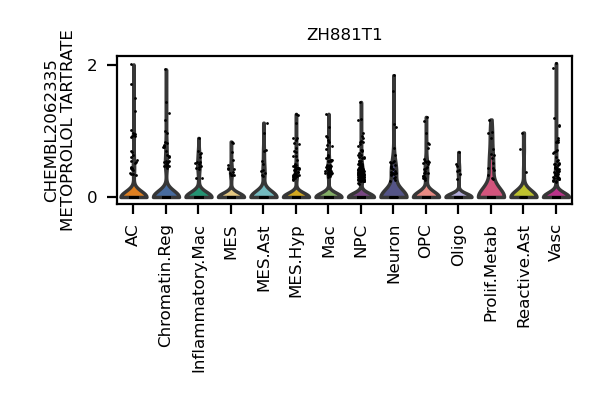 ZH881T1
CHEMBL2062335
METOPROLOL TARTRATE
2
0
AC
Chromatin.Reg
Inflammatory.Mac
MES
MES.Ast
MES.Hyp
Mac
NPC
Neuron
OPC
Oligo
Prolif.Metab
Reactive.Ast
Vasc